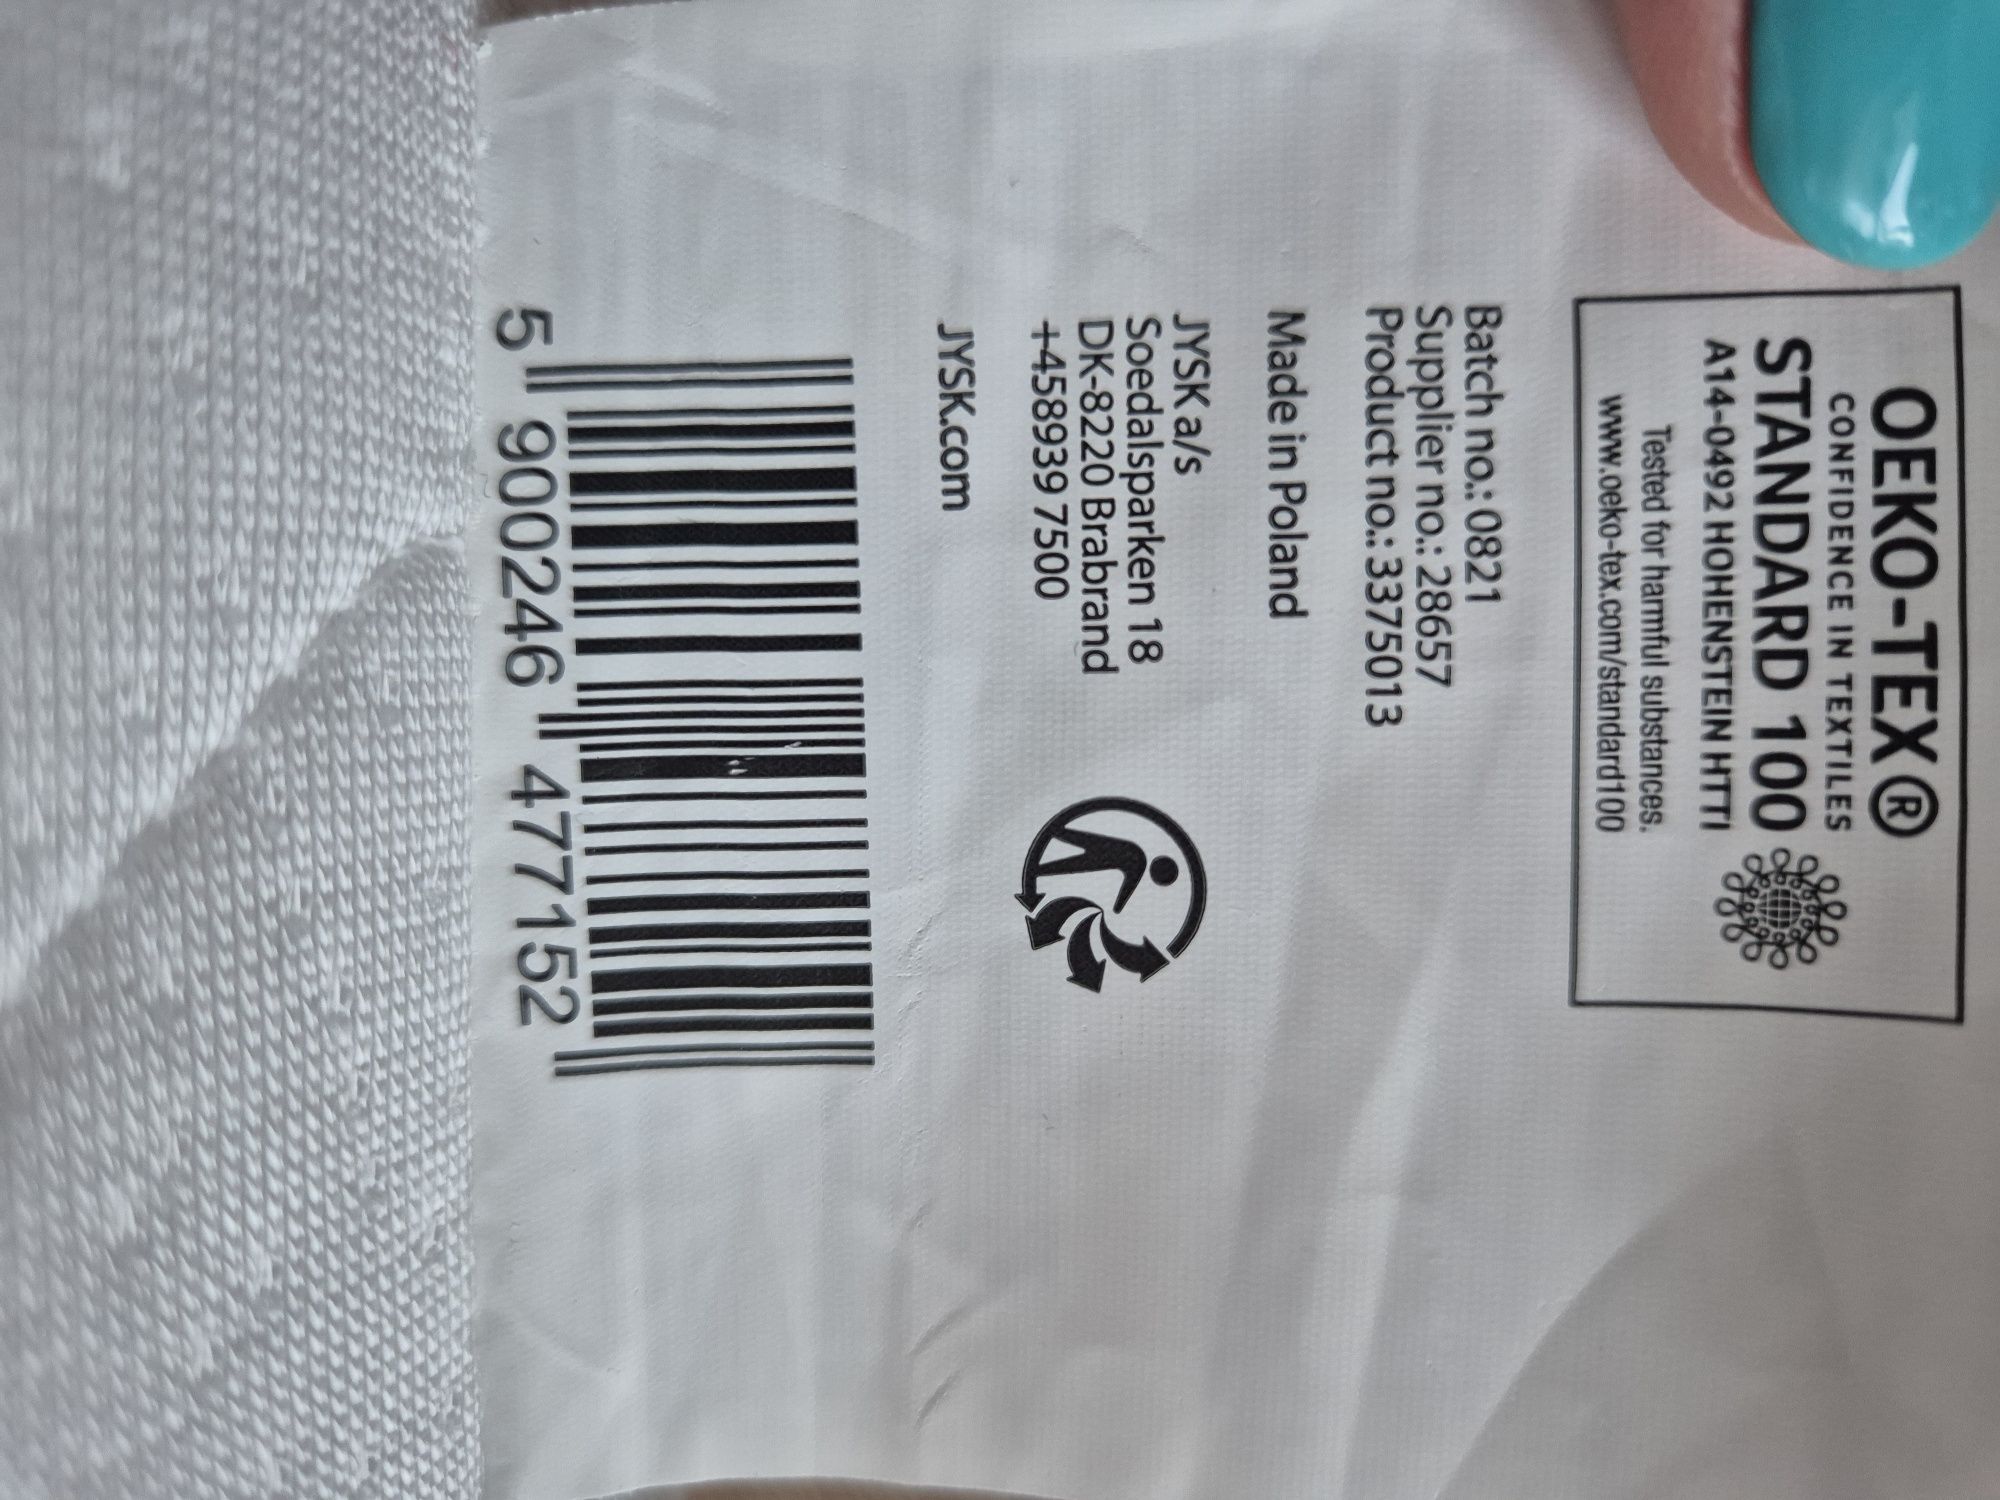 OEKO-TEX®
CONFIDENCE IN TEXTILES
STANDARD 100
A14-0492 HOHENSTEIN HTTI
Tested for harmful substances.
www.oeko-tex.com/standard100
Batch no.: 0821
Supplier no.: 28657
Product no.: 3375013
Made in Poland
JYSK a/s
Soedalsparken 18
DK-8220 Brabrand
+458939 7500
JYSK.com
5 900246 477152